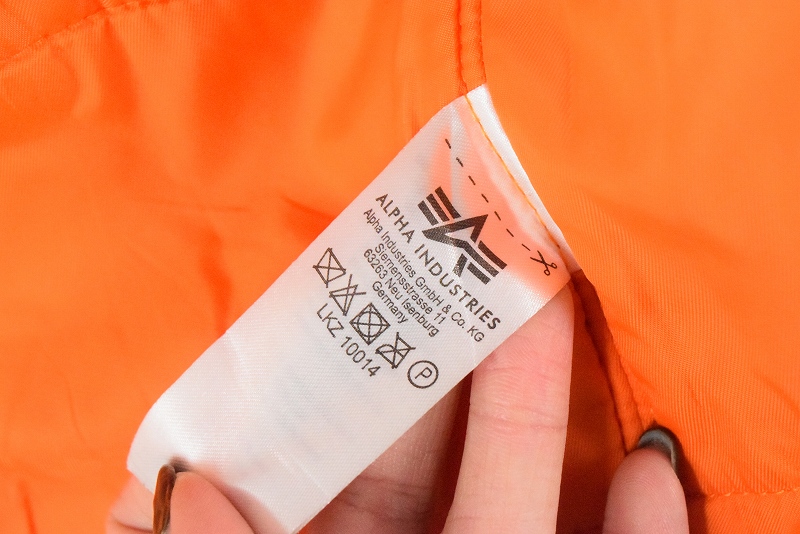 ALPHA INDUSTRIES
Alpha Industries GmbH & Co. KG
Siemensstrasse 11
63263 Neu Isenburg
Germany
P
LKZ 10014